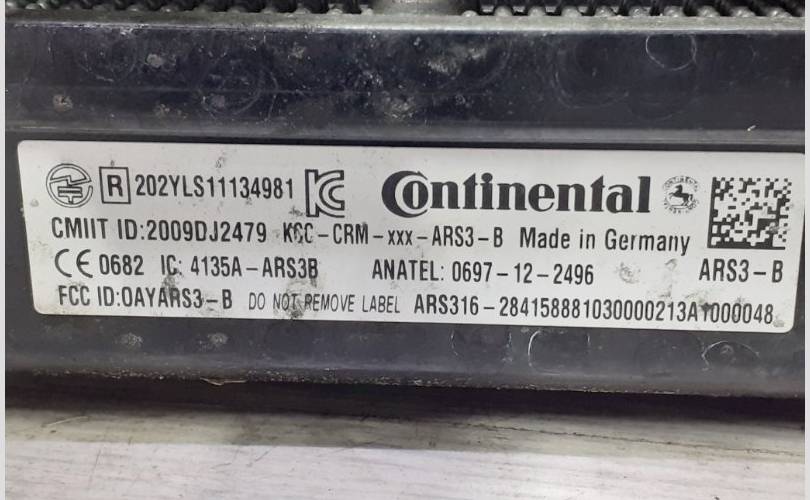 R 202YLS11134981 Continental
CMIIT ID:2009DJ2479 KCC-CRM-xxx-ARS3-B Made in Germany
CE 0682 IC: 4135A-ARS3B ANATEL: 0697-12-2496 ARS3-B
FCC ID:OAYARS3-B DO NOT REMOVE LABEL ARS316-284158881030000213A1000048